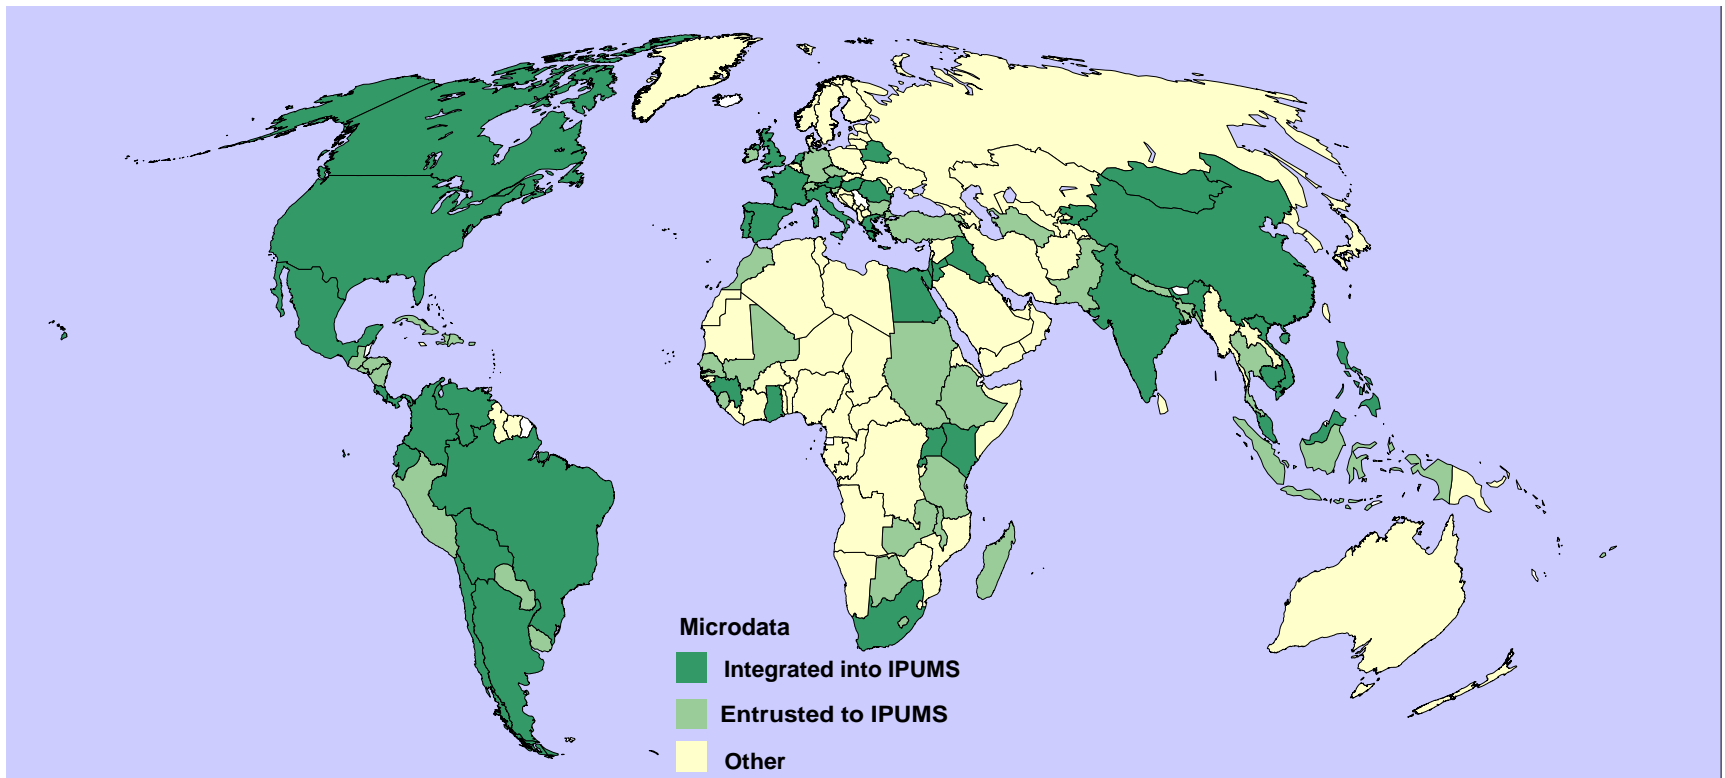 Microdata
Integrated into IPUMS
Entrusted to IPUMS
Other